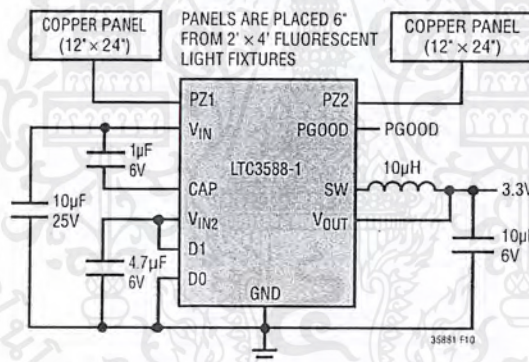 COPPER PANEL
(12" × 24")
PANELS ARE PLACED 6"
FROM 2' × 4' FLUORESCENT
LIGHT FIXTURES
COPPER PANEL
(12" × 24")
PZ1
PZ2
VIN
PGOOD
PGOOD
1µF
6V
LTC3588-1
10µH
10µF
25V
CAP
SW
3.3V
VIN2
VOUT
4.7µF
6V
D1
D0
GND
10µF
6V
35881 F10